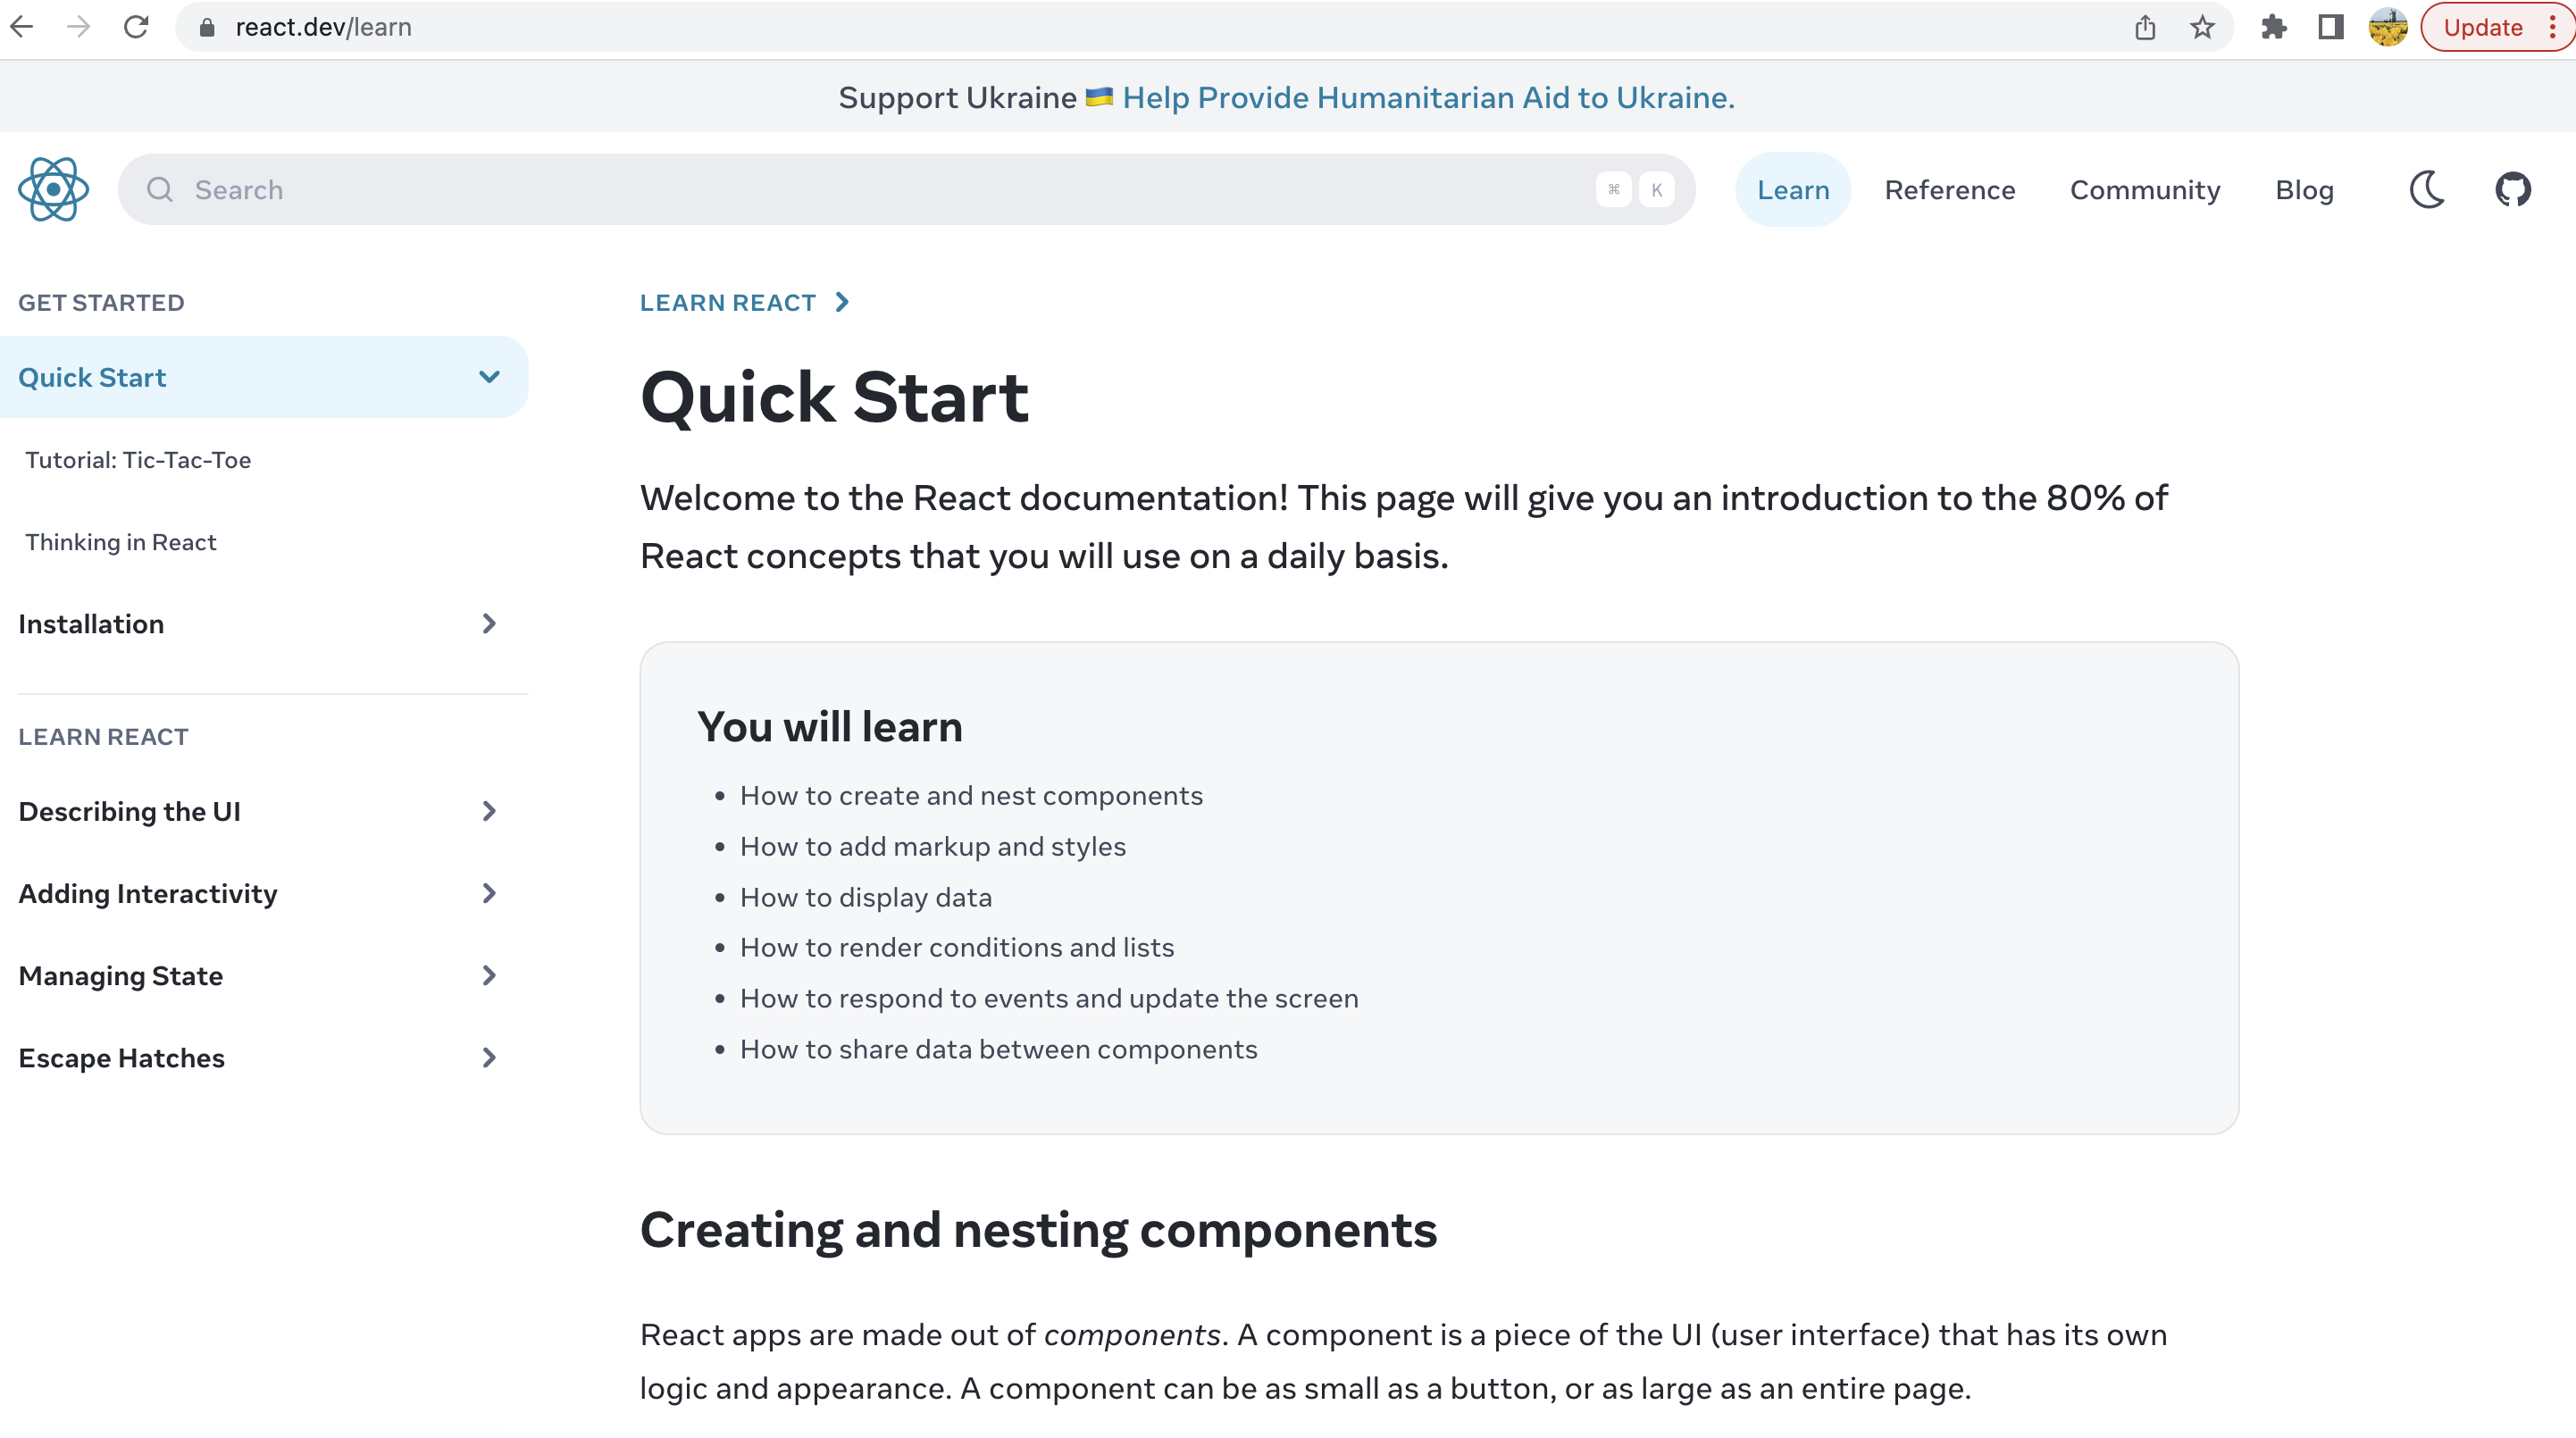 react.dev/learn
Update
Support Ukraine 🇺🇦 Help Provide Humanitarian Aid to Ukraine.
Search
⌘ K
Learn
Reference
Community
Blog
GET STARTED
Quick Start
Tutorial: Tic-Tac-Toe
Thinking in React
Installation
LEARN REACT
Describing the UI
Adding Interactivity
Managing State
Escape Hatches
LEARN REACT
Quick Start
Welcome to the React documentation! This page will give you an introduction to the 80% of
React concepts that you will use on a daily basis.
You will learn
• How to create and nest components
• How to add markup and styles
• How to display data
• How to render conditions and lists
• How to respond to events and update the screen
• How to share data between components
Creating and nesting components
React apps are made out of components. A component is a piece of the UI (user interface) that has its own
logic and appearance. A component can be as small as a button, or as large as an entire page.